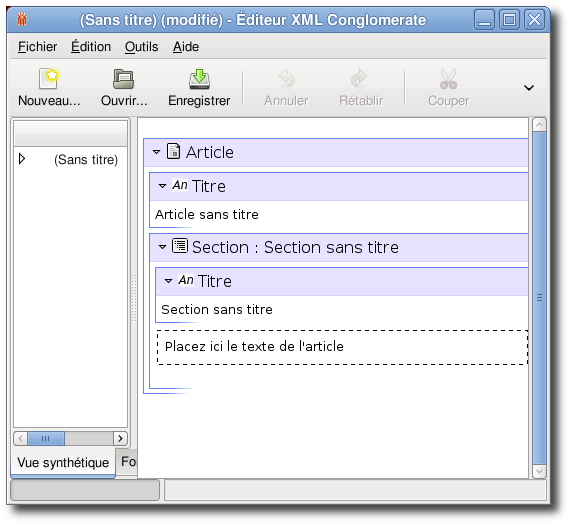 (Sans titre) (modifié) - Éditeur XML Conglomerate
Fichier Édition Outils Aide
Nouveau... Ouvrir... Enregistrer Annuler Rétablir Couper
(Sans titre)
Article
An Titre
Article sans titre
Section : Section sans titre
An Titre
Section sans titre
Placez ici le texte de l'article
Vue synthétique Fo